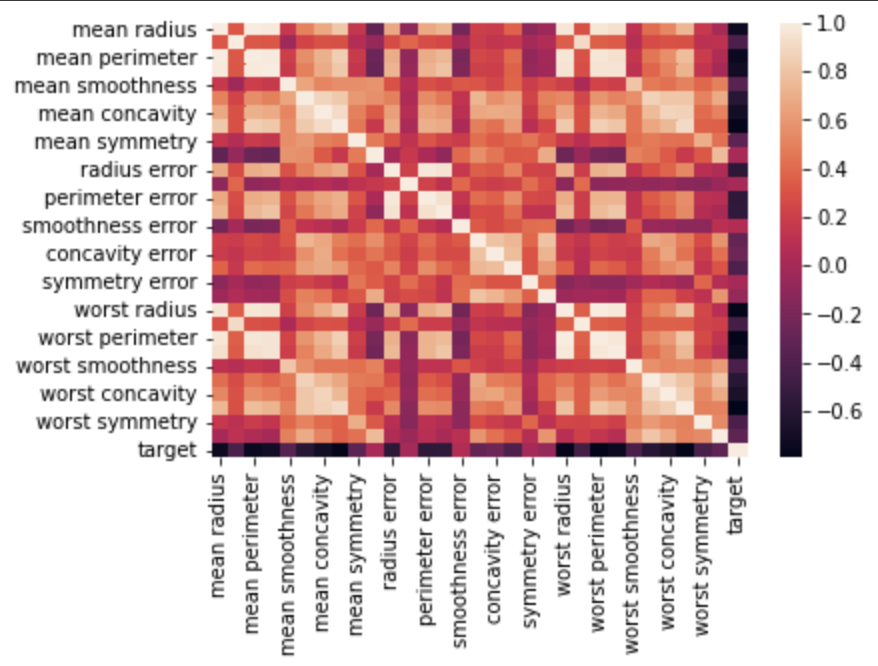 mean radius
mean perimeter
mean smoothness
mean concavity
mean symmetry
radius error
perimeter error
smoothness error
concavity error
symmetry error
worst radius
worst perimeter
worst smoothness
worst concavity
worst symmetry
target
mean radius
mean perimeter
mean smoothness
mean concavity
mean symmetry
radius error
perimeter error
smoothness error
concavity error
symmetry error
worst radius
worst perimeter
worst smoothness
worst concavity
worst symmetry
target
1.0
0.8
0.6
0.4
0.2
0.0
−0.2
−0.4
−0.6